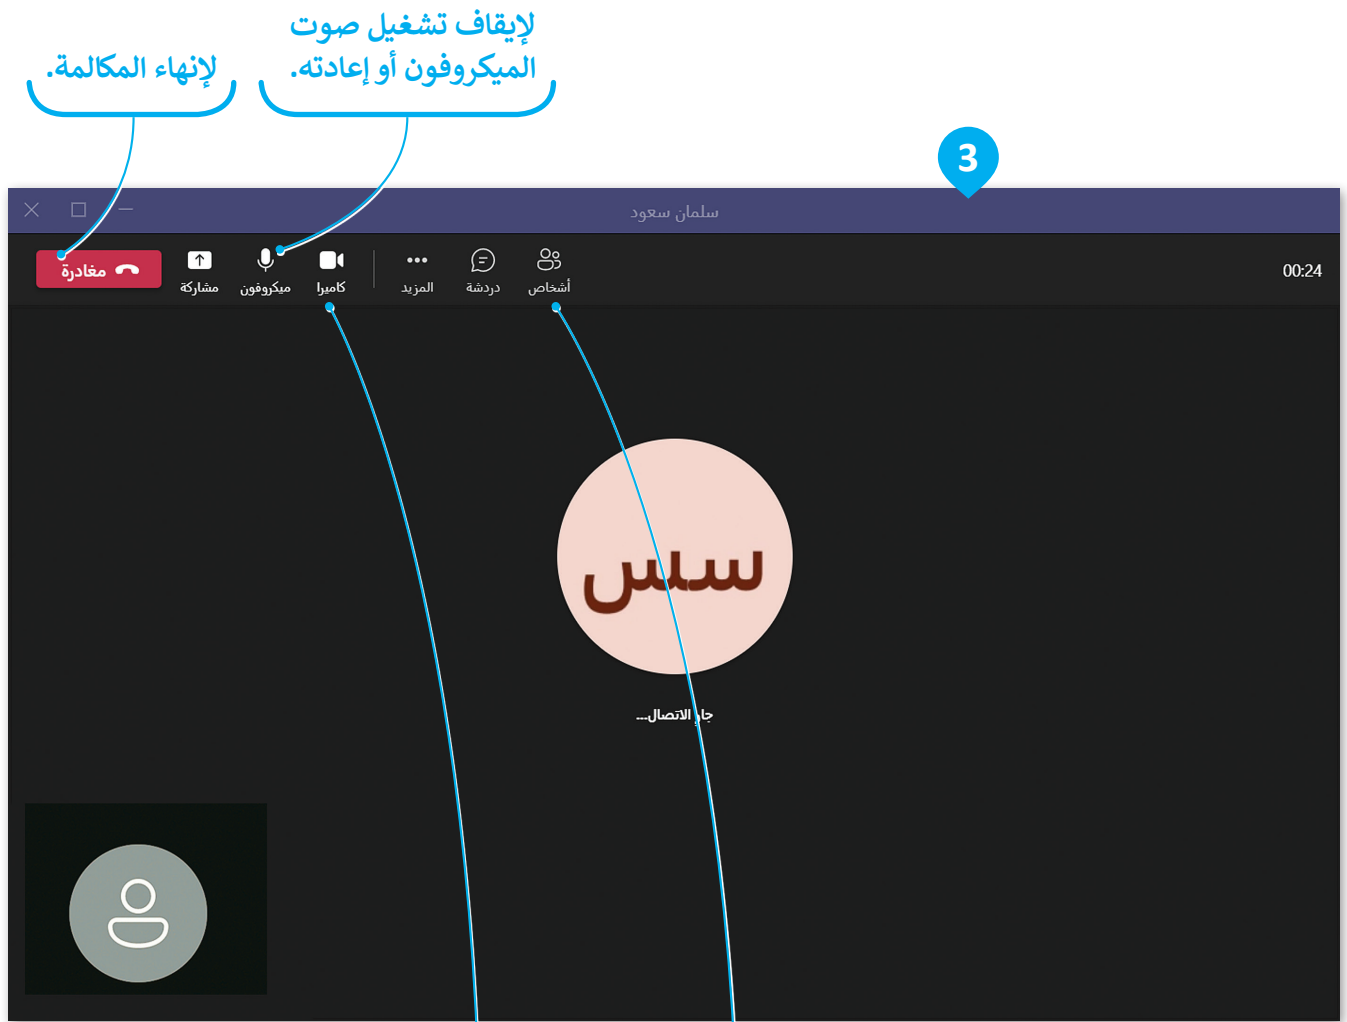 لإيقاف تشغيل صوت
الميكروفون أو إعادته.
لإنهاء المكالمة.
3
سلمان سعود
00:24
أشخاص
دردشة
المزيد
كاميرا
ميكروفون
مشاركة
مغادرة
سس
جارٍ الاتصال...